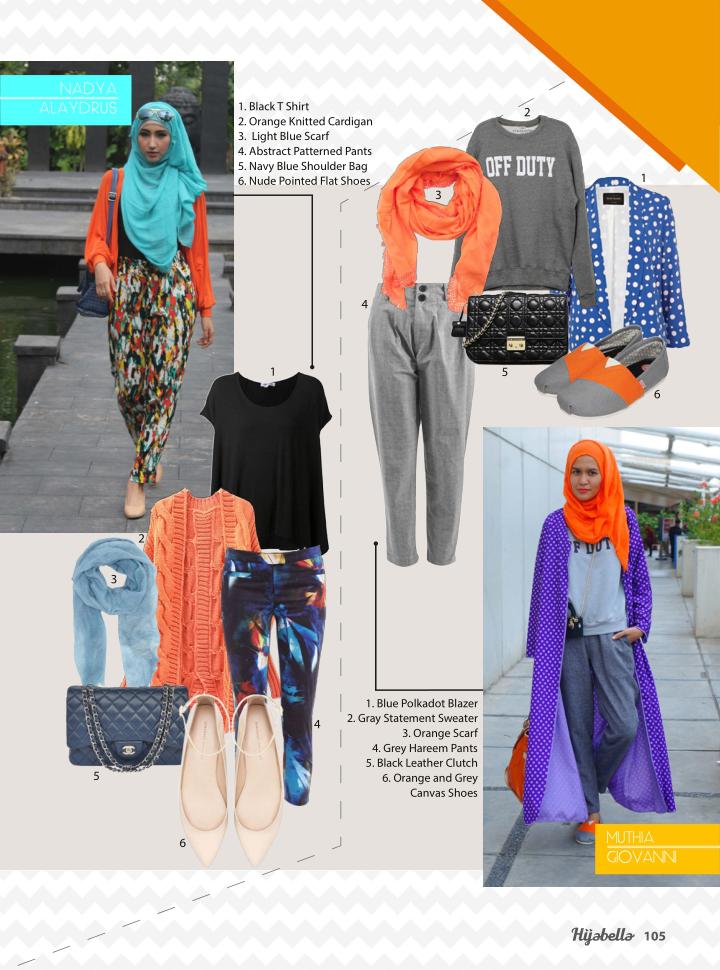 NADYA
ALAYDRUS
1. Black T Shirt
2. Orange Knitted Cardigan
3.  Light Blue Scarf
4. Abstract Patterned Pants
5. Navy Blue Shoulder Bag
6. Nude Pointed Flat Shoes
2
OFF DUTY
1
3
4
5
6
1
2
3
4
5
6
1. Blue Polkadot Blazer
2. Gray Statement Sweater
3. Orange Scarf
4. Grey Hareem Pants
5. Black Leather Clutch
6. Orange and Grey
Canvas Shoes
F DUT
MUTHIA
GIOVANNI
Hijabella 105